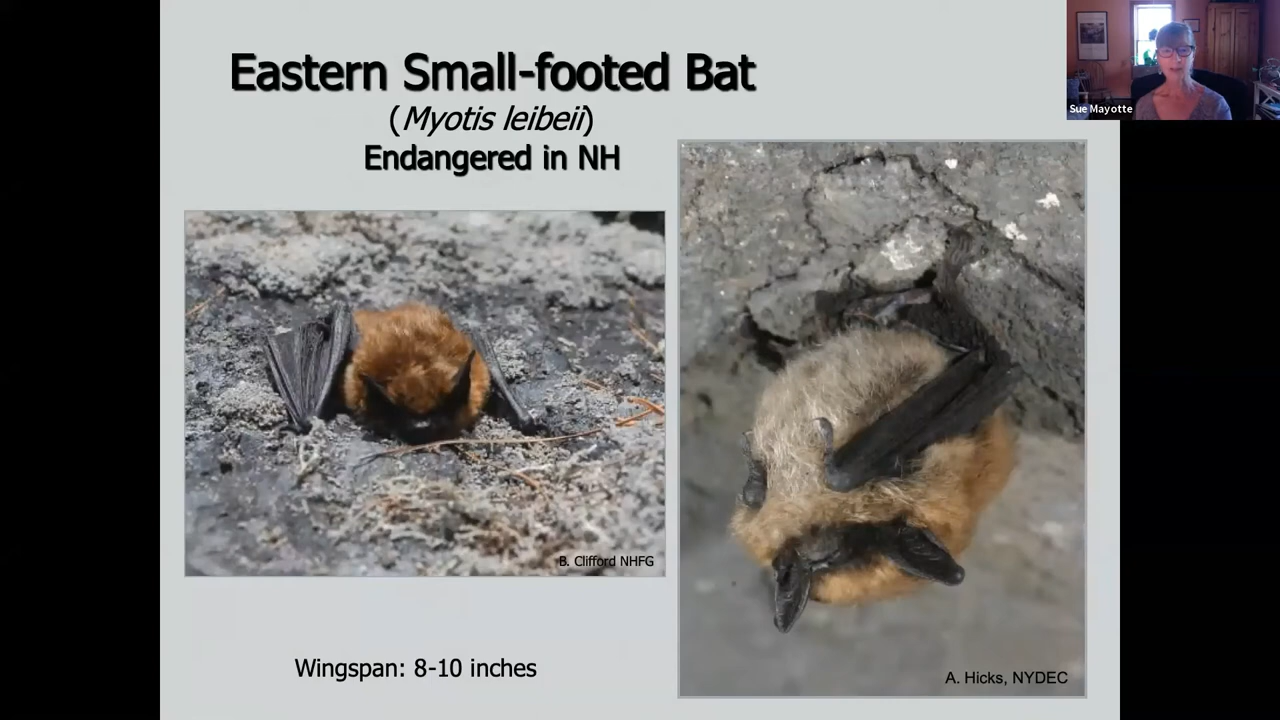 Eastern Small-footed Bat
(Myotis leibeii)
Endangered in NH
Sue Mayotte
B. Clifford NHFG
Wingspan: 8-10 inches
A. Hicks, NYDEC